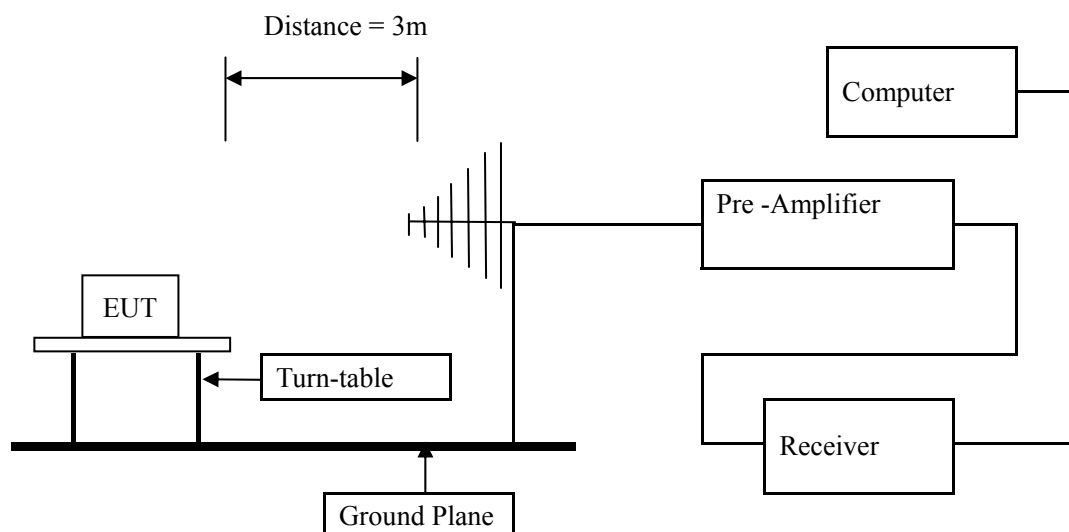 Distance = 3m
Computer
Pre -Amplifier
EUT
Turn-table
Receiver
Ground Plane